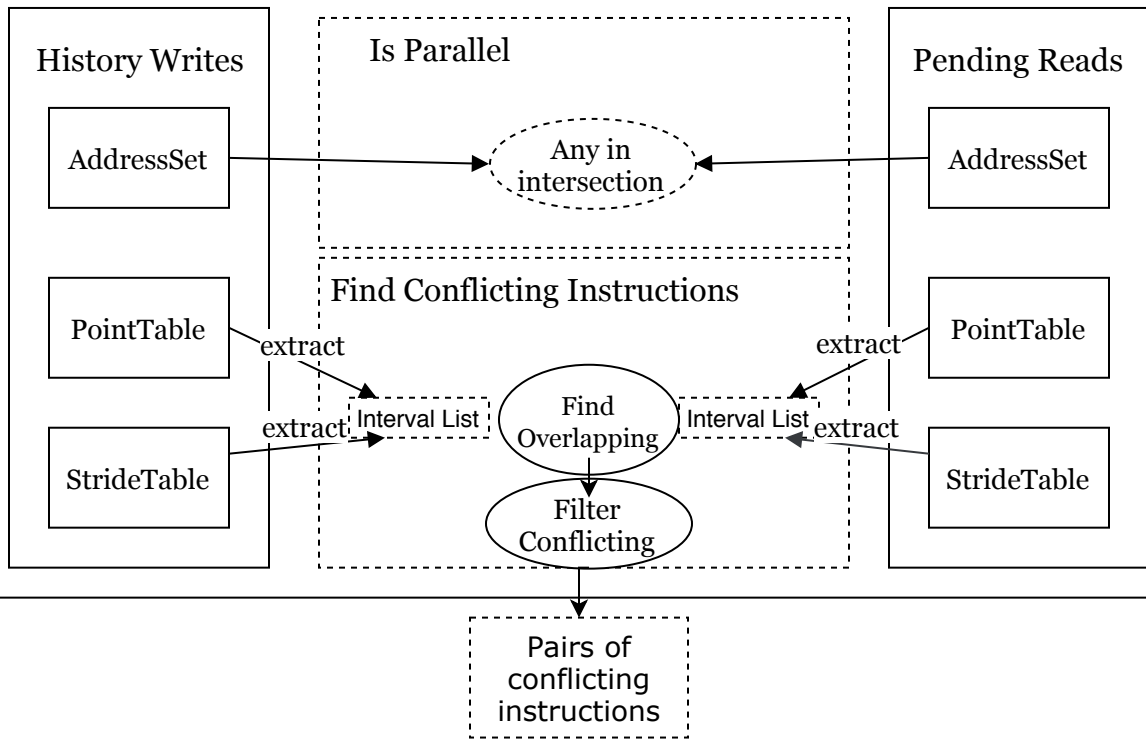 History Writes
AddressSet
PointTable
StrideTable
Is Parallel
Any in
intersection
Find Conflicting Instructions
extract
extract
Interval List
Find
Overlapping
Interval List
extract
extract
Filter
Conflicting
Pending Reads
AddressSet
PointTable
StrideTable
Pairs of
conflicting
instructions